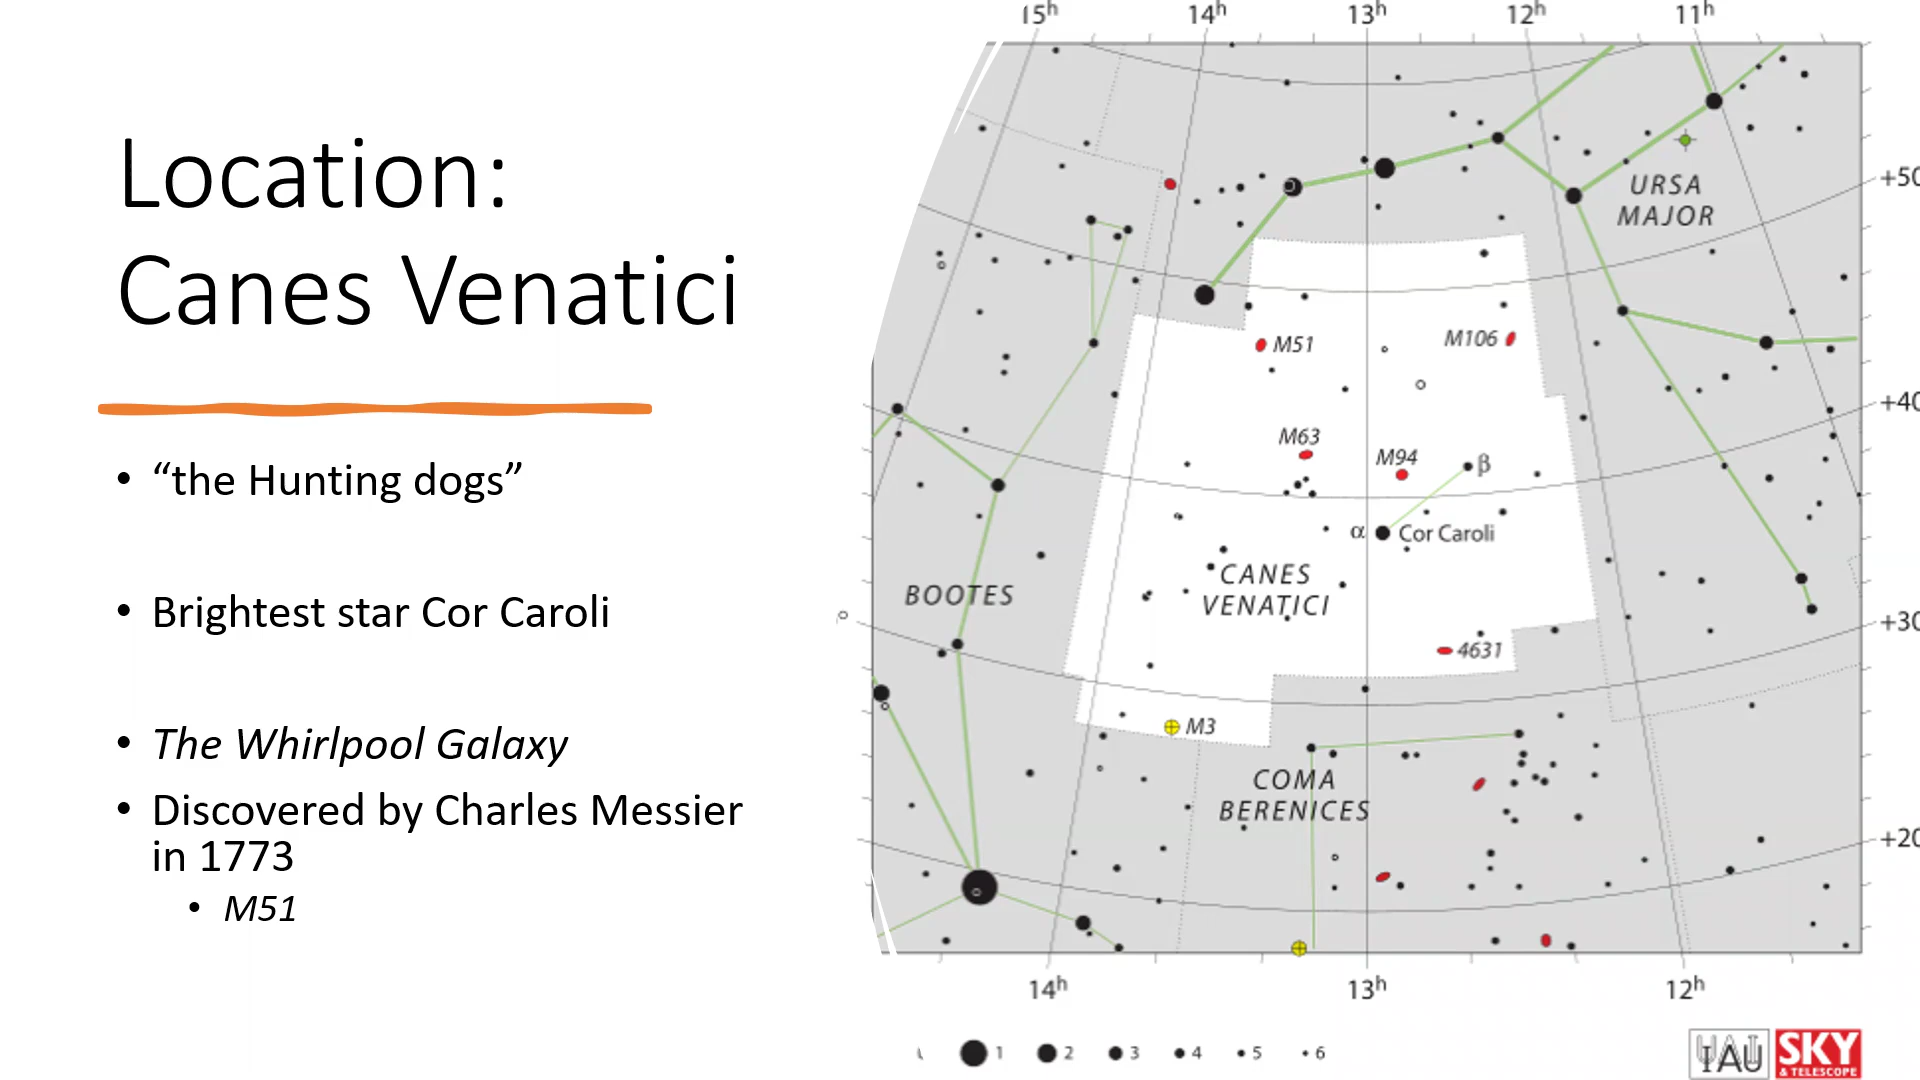 Location:
Canes Venatici
• “the Hunting dogs”
• Brightest star Cor Caroli
• The Whirlpool Galaxy
• Discovered by Charles Messier
in 1773
• M51
15h 14h 13h 12h 11h
+50
URSA
MAJOR
M51
M106
+40
M63
M94
β
α Cor Caroli
CANES
VENATICI
BOOTES
+30
4631
M3
COMA
BERENICES
+20
14h 13h 12h
1 2 3 4 5 6
IAU
SKY
& TELESCOPE